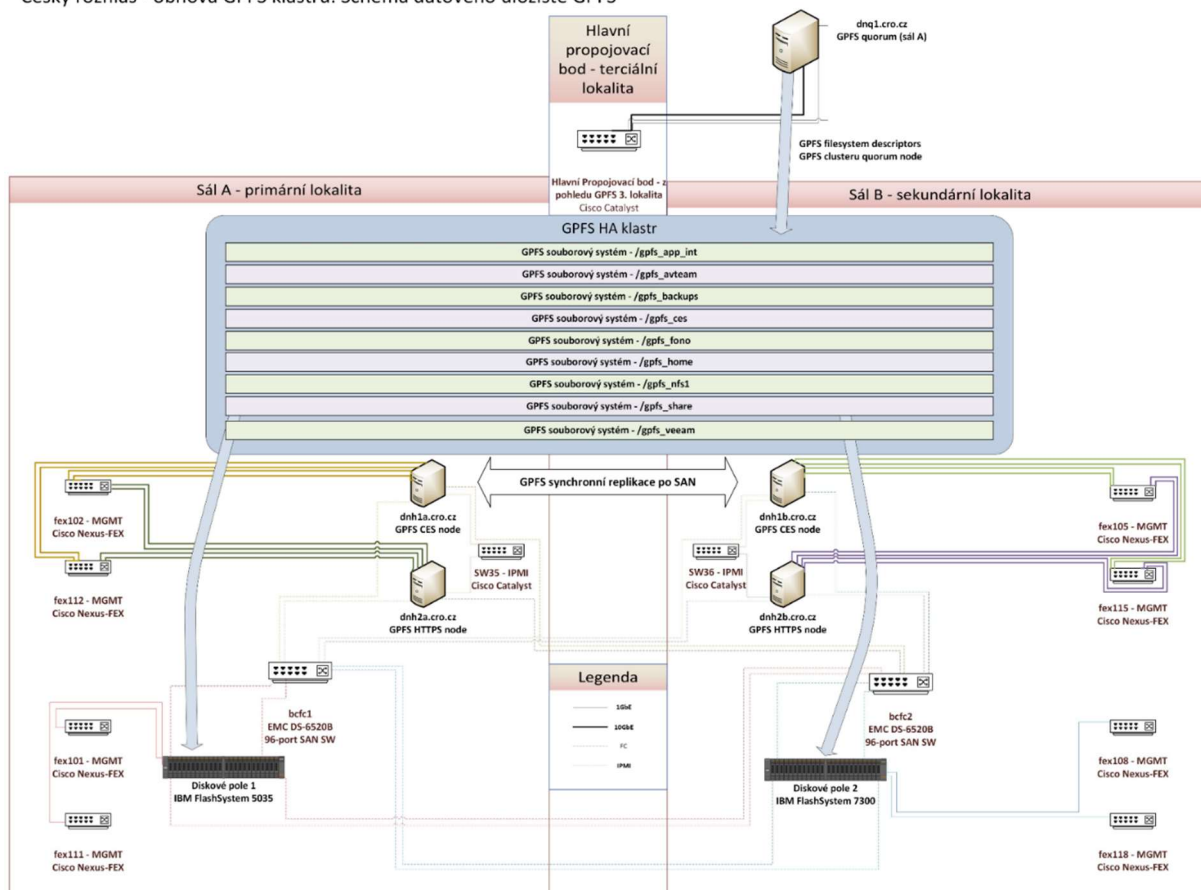 Český rozhlas - obnova GPFS klastru: Schéma datového úložiště GPFS
Hlavní
propojovací
bod - terciální
lokalita
dnq1.cro.cz
GPFS quorum (sál A)
GPFS filesystem descriptors
GPFS clusteru quorum node
Sál A - primární lokalita
Hlavní Propojovací bod - z
pohledu GPFS 3. lokalita
Cisco Catalyst
Sál B - sekundární lokalita
GPFS HA klastr
GPFS souborový systém - /gpfs_app_int
GPFS souborový systém - /gpfs_avteam
GPFS souborový systém - /gpfs_backups
GPFS souborový systém - /gpfs_ces
GPFS souborový systém - /gpfs_fono
GPFS souborový systém - /gpfs_home
GPFS souborový systém - /gpfs_nfs1
GPFS souborový systém - /gpfs_share
GPFS souborový systém - /gpfs_veeam
GPFS synchronní replikace po SAN
fex102 - MGMT
Cisco Nexus-FEX
dnh1a.cro.cz
GPFS CES node
dnh1b.cro.cz
GPFS CES node
fex105 - MGMT
Cisco Nexus-FEX
SW35 - IPMI
Cisco Catalyst
SW36 - IPMI
Cisco Catalyst
fex112 - MGMT
Cisco Nexus-FEX
dnh2a.cro.cz
GPFS HTTPS node
dnh2b.cro.cz
GPFS HTTPS node
fex115 - MGMT
Cisco Nexus-FEX
Legenda
1GbE
10GbE
FC
IPMI
bcfc1
EMC DS-6520B
96-port SAN SW
bcfc2
EMC DS-6520B
96-port SAN SW
fex101 - MGMT
Cisco Nexus-FEX
Diskové pole 1
IBM FlashSystem 5035
Diskové pole 2
IBM FlashSystem 7300
fex108 - MGMT
Cisco Nexus-FEX
fex111 - MGMT
Cisco Nexus-FEX
fex118 - MGMT
Cisco Nexus-FEX